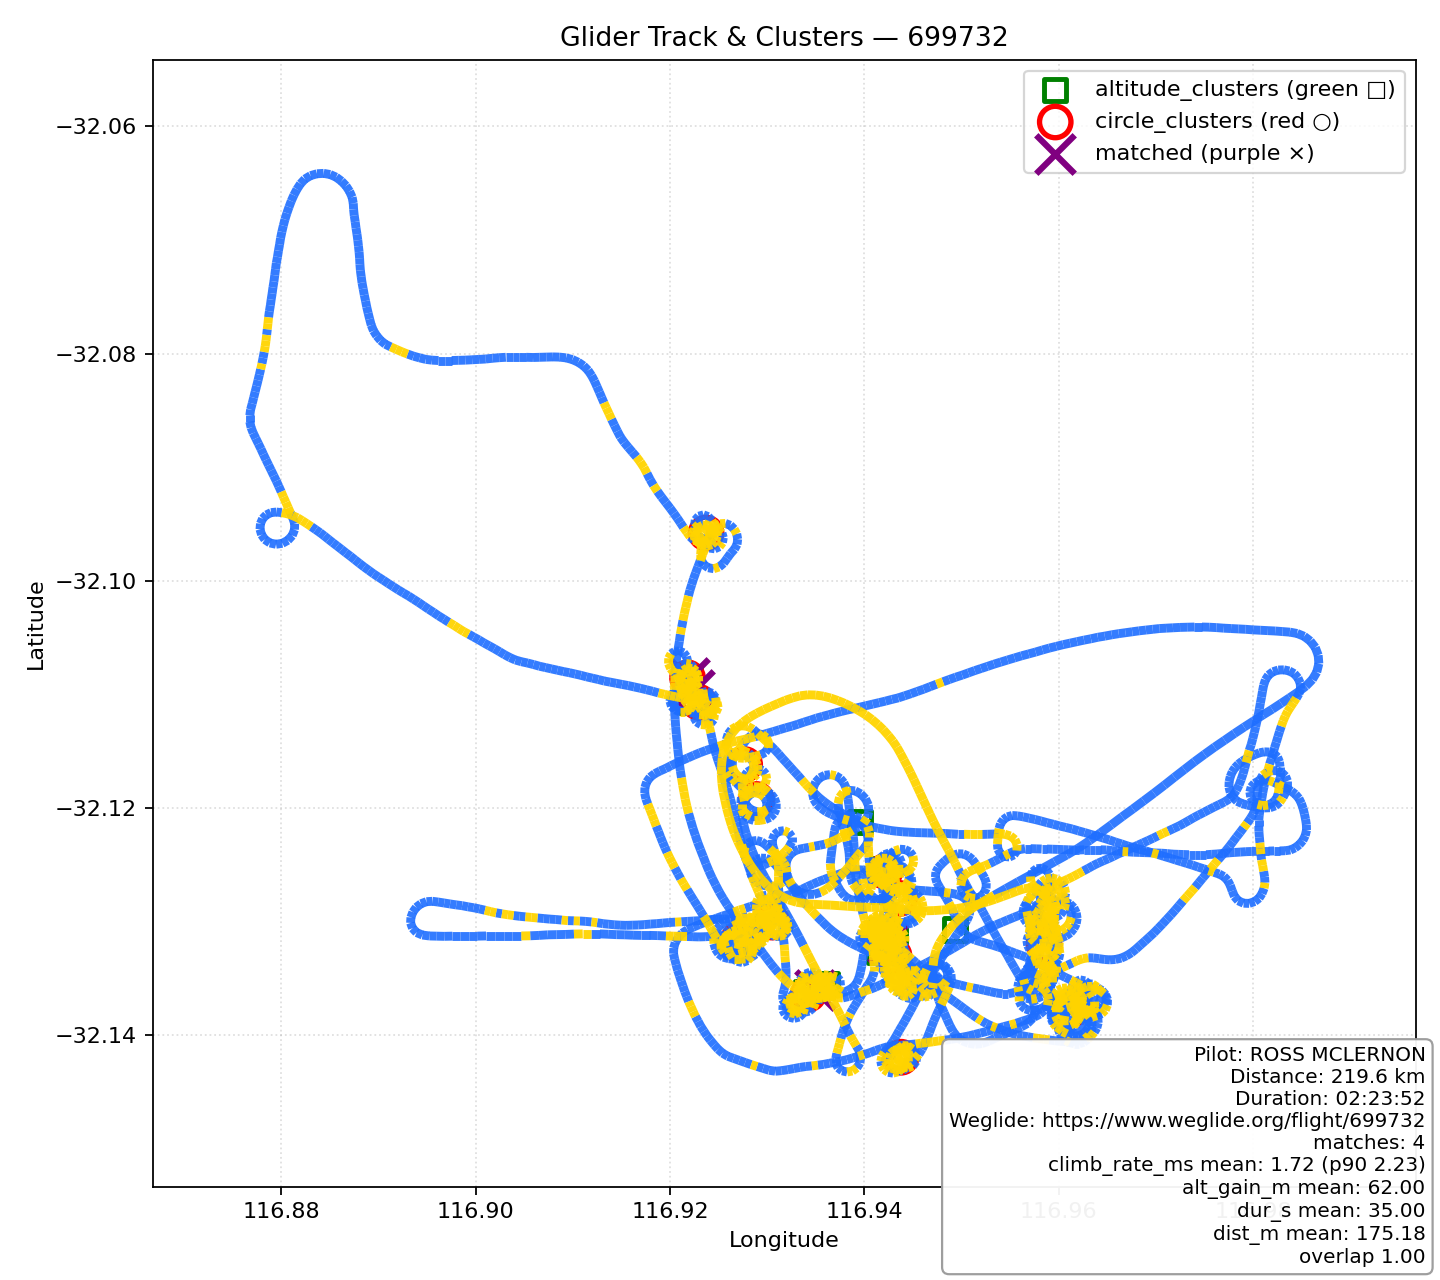 Glider Track & Clusters — 699732
altitude_clusters (green □)
circle_clusters (red ○)
matched (purple ×)
Latitude
−32.06
−32.08
−32.10
−32.12
−32.14
116.88
116.90
116.92
116.94
116.96
Longitude
Pilot: ROSS MCLERNON
Distance: 219.6 km
Duration: 02:23:52
Weglide: https://www.weglide.org/flight/699732
matches: 4
climb_rate_ms mean: 1.72 (p90 2.23)
alt_gain_m mean: 62.00
dur_s mean: 35.00
dist_m mean: 175.18
overlap 1.00